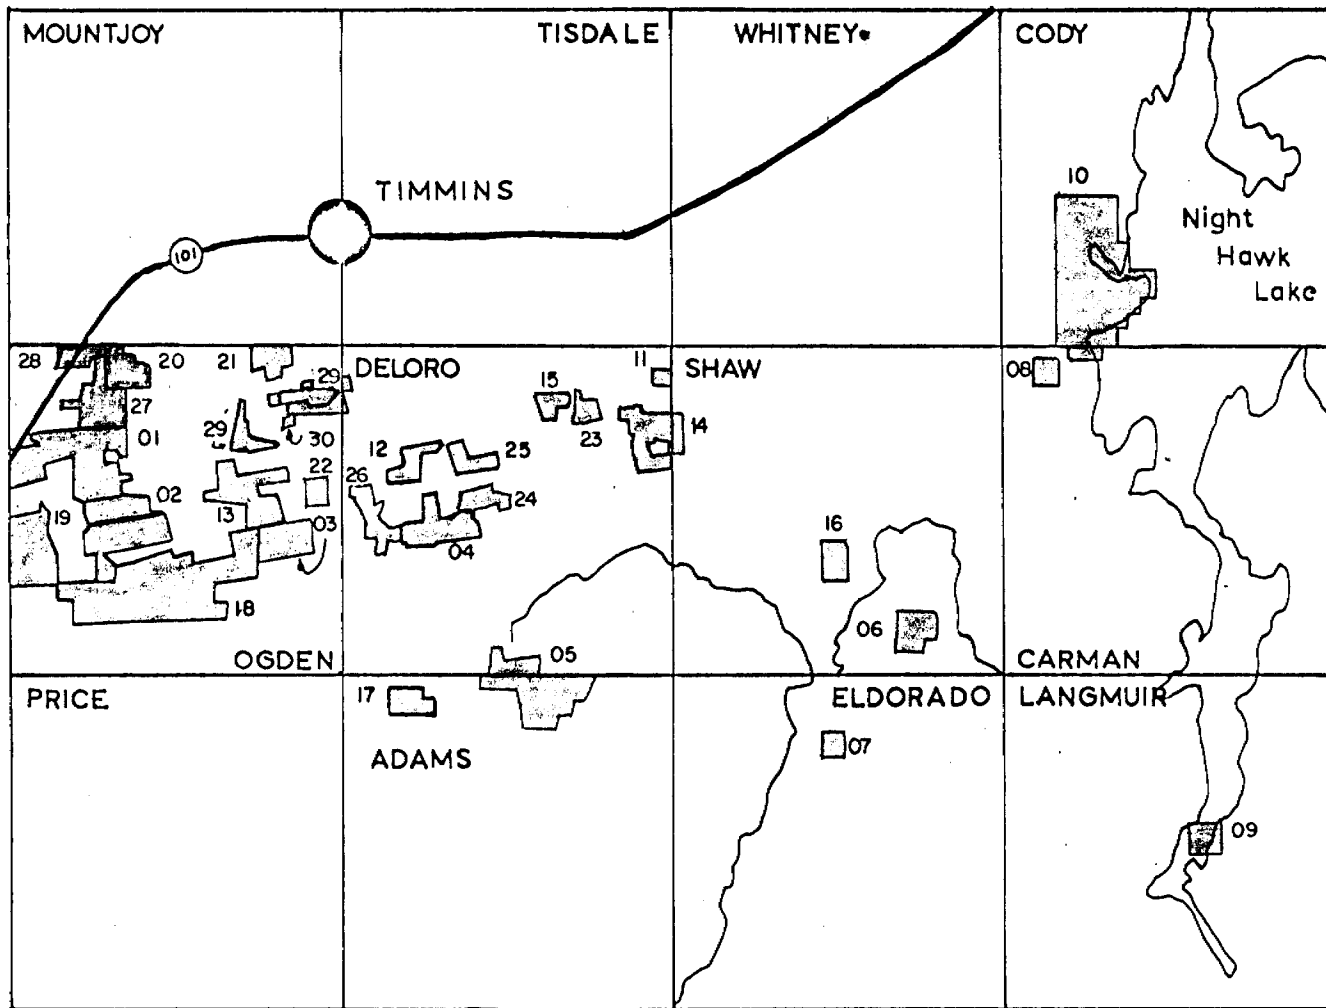 MOUNTJOY
TISDALE
WHITNEY
CODY
TIMMINS
101
10
Night
Hawk
Lake
28
20
21
29
DELORO
11
SHAW
08
27
15
01
29
30
23
14
12
25
22
26
02
24
19
13
03
04
16
18
06
OGDEN
05
CARMAN
PRICE
17
ELDORADO
LANGMUIR
ADAMS
07
09